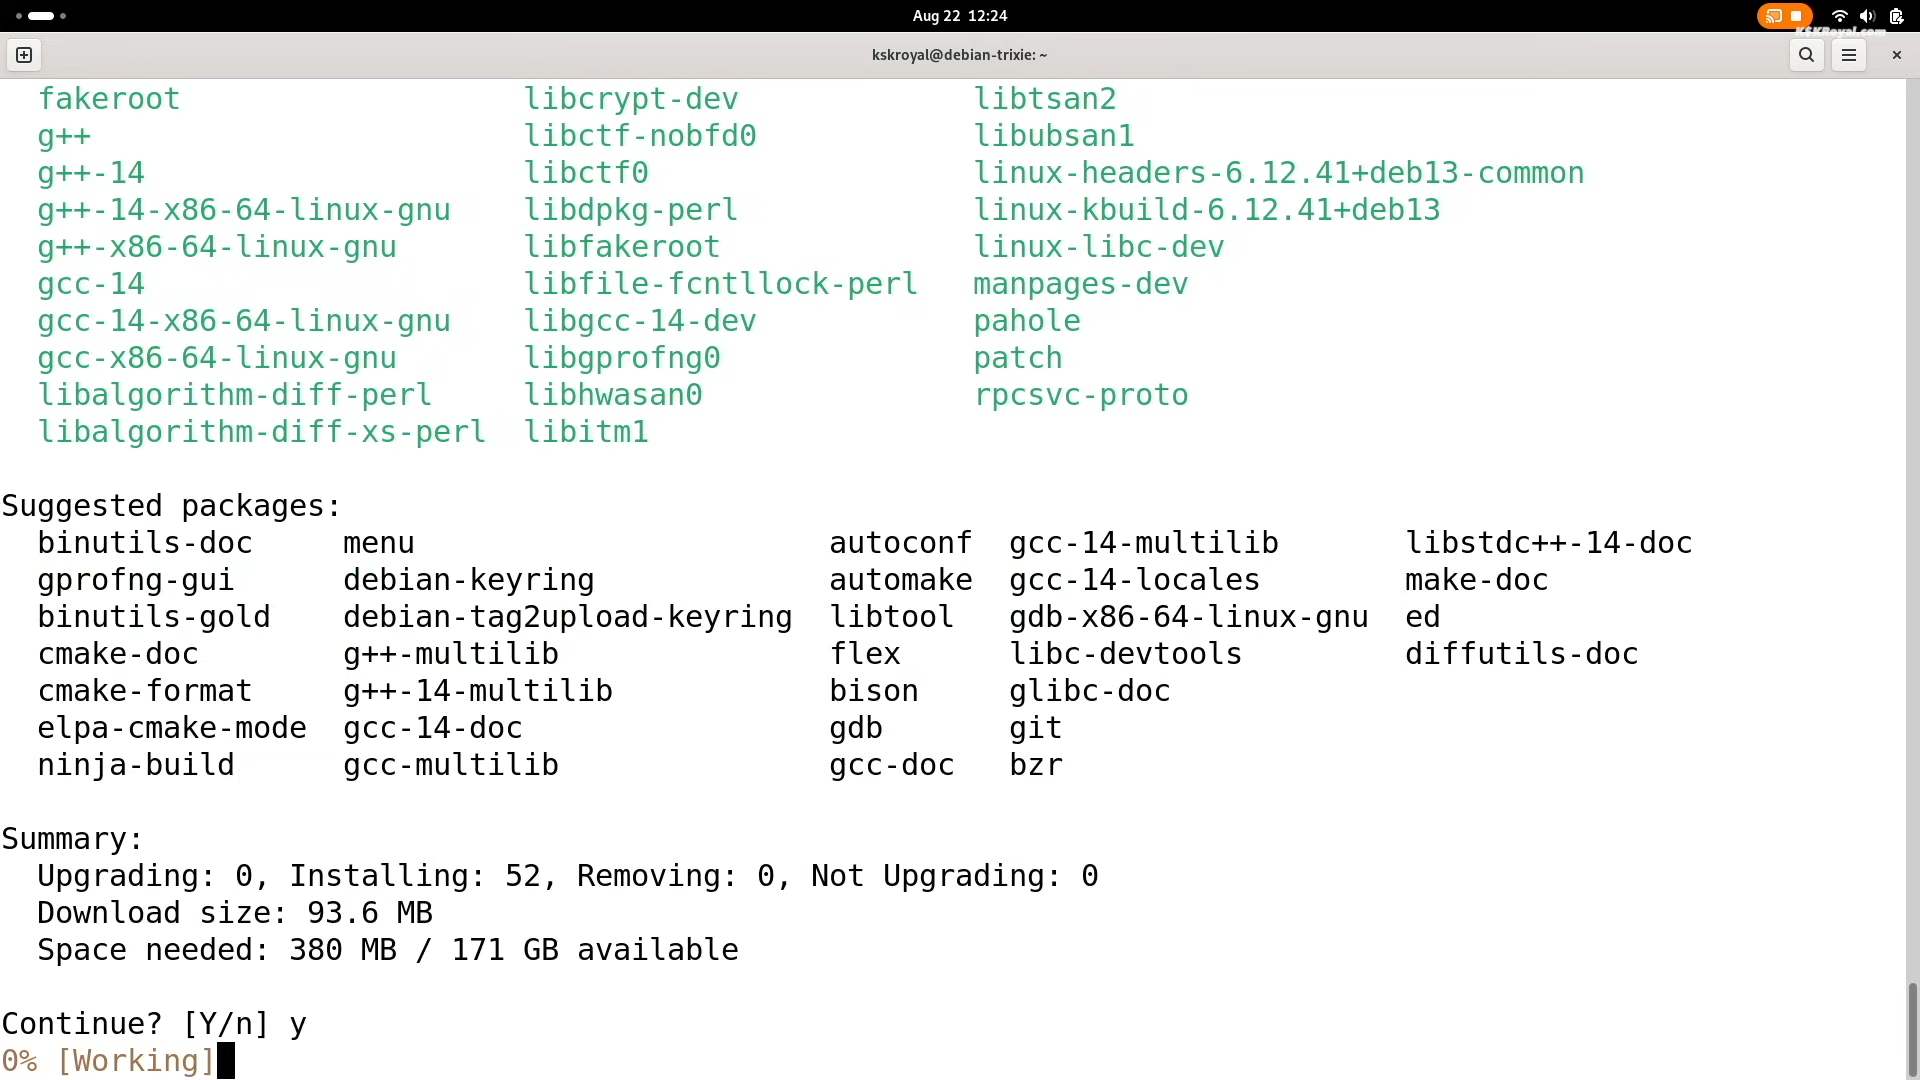 Aug 22 12:24
KSKRoyal.com
kskroyal@debian-trixie: ~
fakeroot libcrypt-dev libtsan2
g++ libctf-nobfd0 libubsan1
g++-14 libctf0 linux-headers-6.12.41+deb13-common
g++-14-x86-64-linux-gnu libdpkg-perl linux-kbuild-6.12.41+deb13
g++-x86-64-linux-gnu libfakeroot linux-libc-dev
gcc-14 libfile-fcntllock-perl manpages-dev
gcc-14-x86-64-linux-gnu libgcc-14-dev pahole
gcc-x86-64-linux-gnu libgprofng0 patch
libalgorithm-diff-perl libhwasan0 rpcsvc-proto
libalgorithm-diff-xs-perl libitm1
Suggested packages:
binutils-doc menu autoconf gcc-14-multilib libstdc++-14-doc
gprofng-gui debian-keyring automake gcc-14-locales make-doc
binutils-gold debian-tag2upload-keyring libtool gdb-x86-64-linux-gnu ed
cmake-doc g++-multilib flex libc-devtools diffutils-doc
cmake-format g++-14-multilib bison glibc-doc
elpa-cmake-mode gcc-14-doc gdb git
ninja-build gcc-multilib gcc-doc bzr
Summary:
Upgrading: 0, Installing: 52, Removing: 0, Not Upgrading: 0
Download size: 93.6 MB
Space needed: 380 MB / 171 GB available
Continue? [Y/n] y
0% [Working]